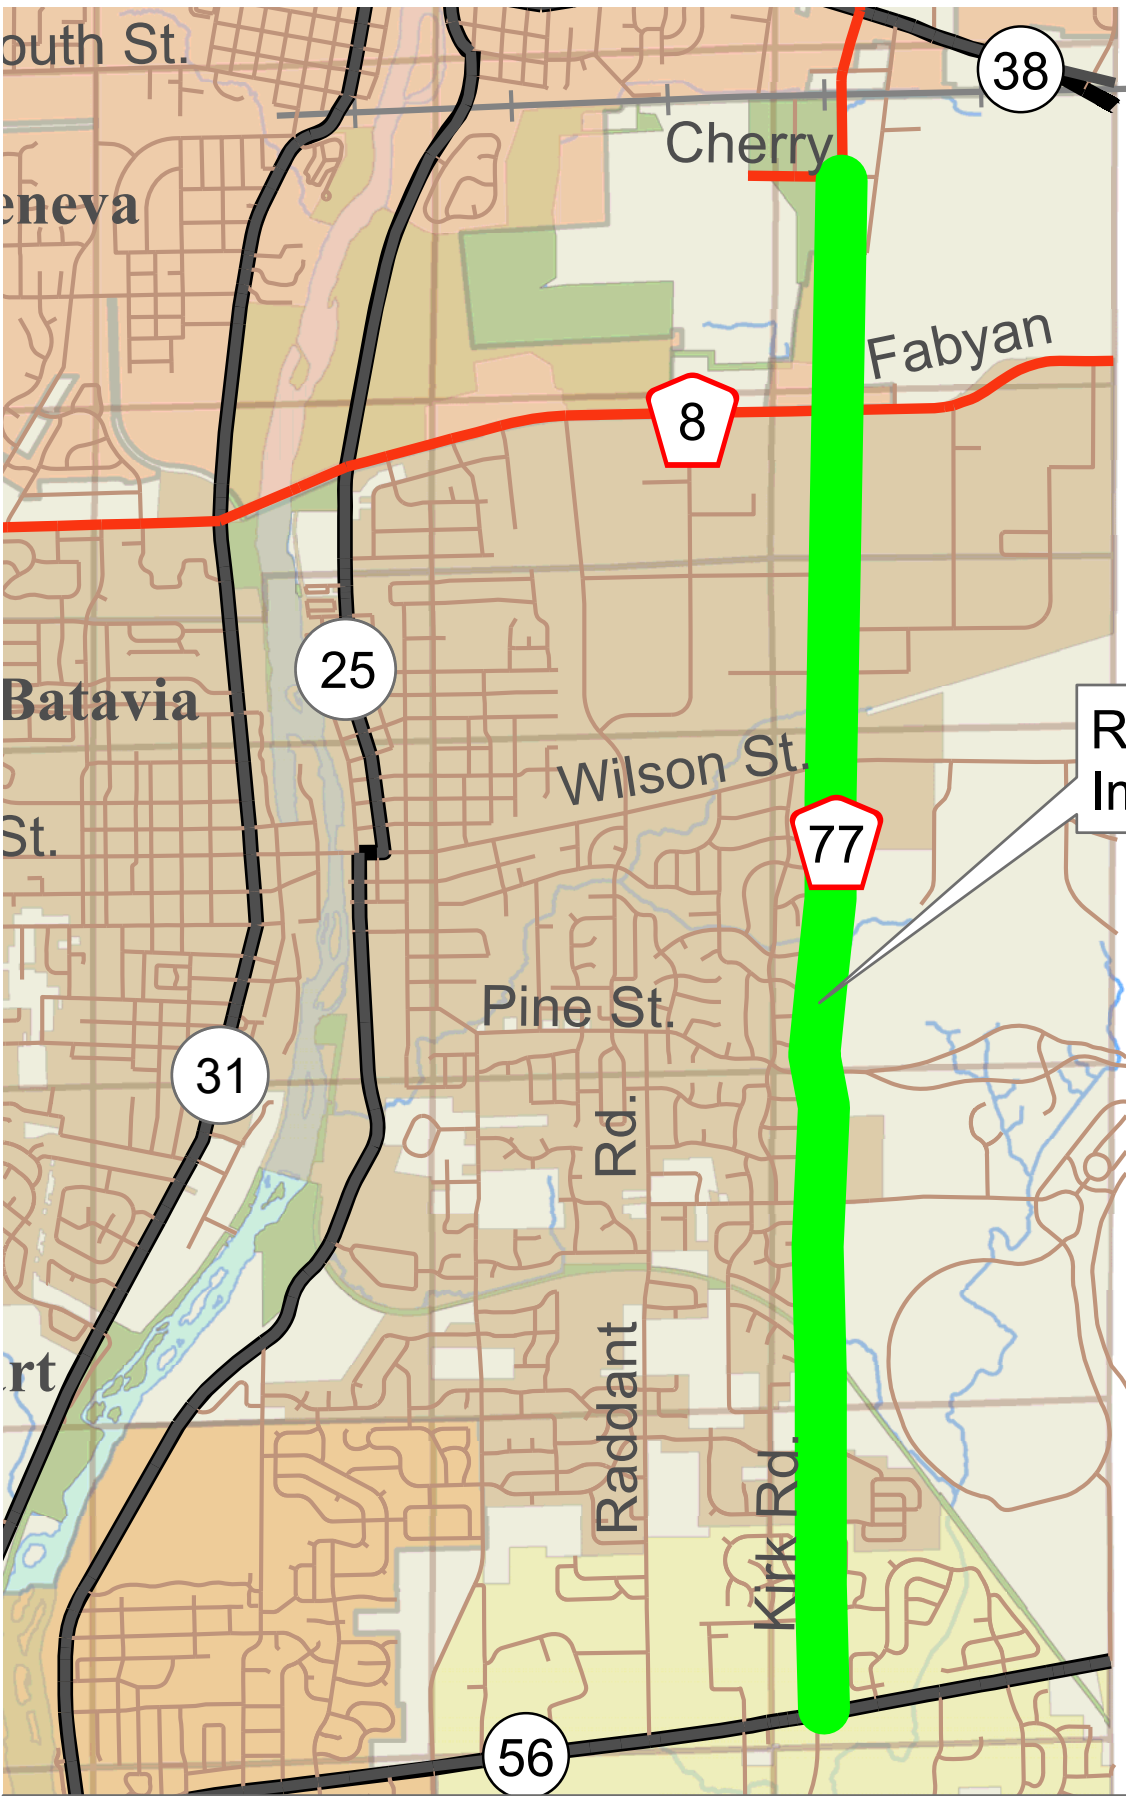 outh St.
38
Cherry
eneva
Fabyan
8
25
Batavia
R
In
Wilson St.
77
St.
Pine St.
31
Rd.
Raddant
rt
Kirk Rd.
56